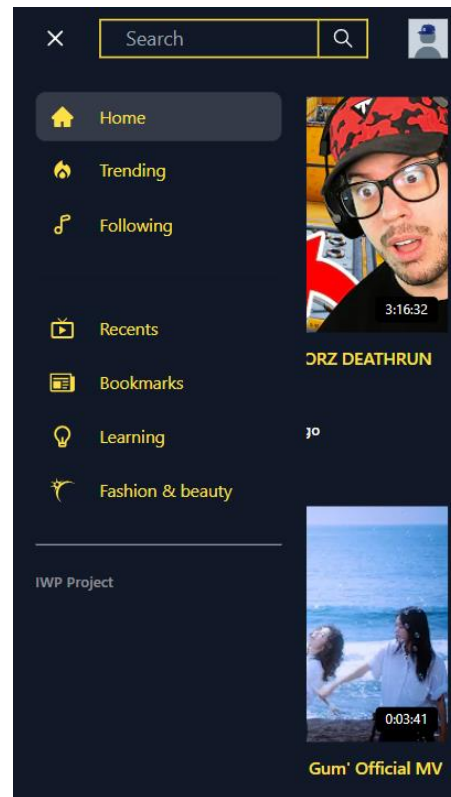 Search
Home
Trending
Following
3:16:32
Recents
ORZ DEATHRUN
Bookmarks
Learning
go
Fashion & beauty
IWP Project
0:03:41
Gum' Official MV